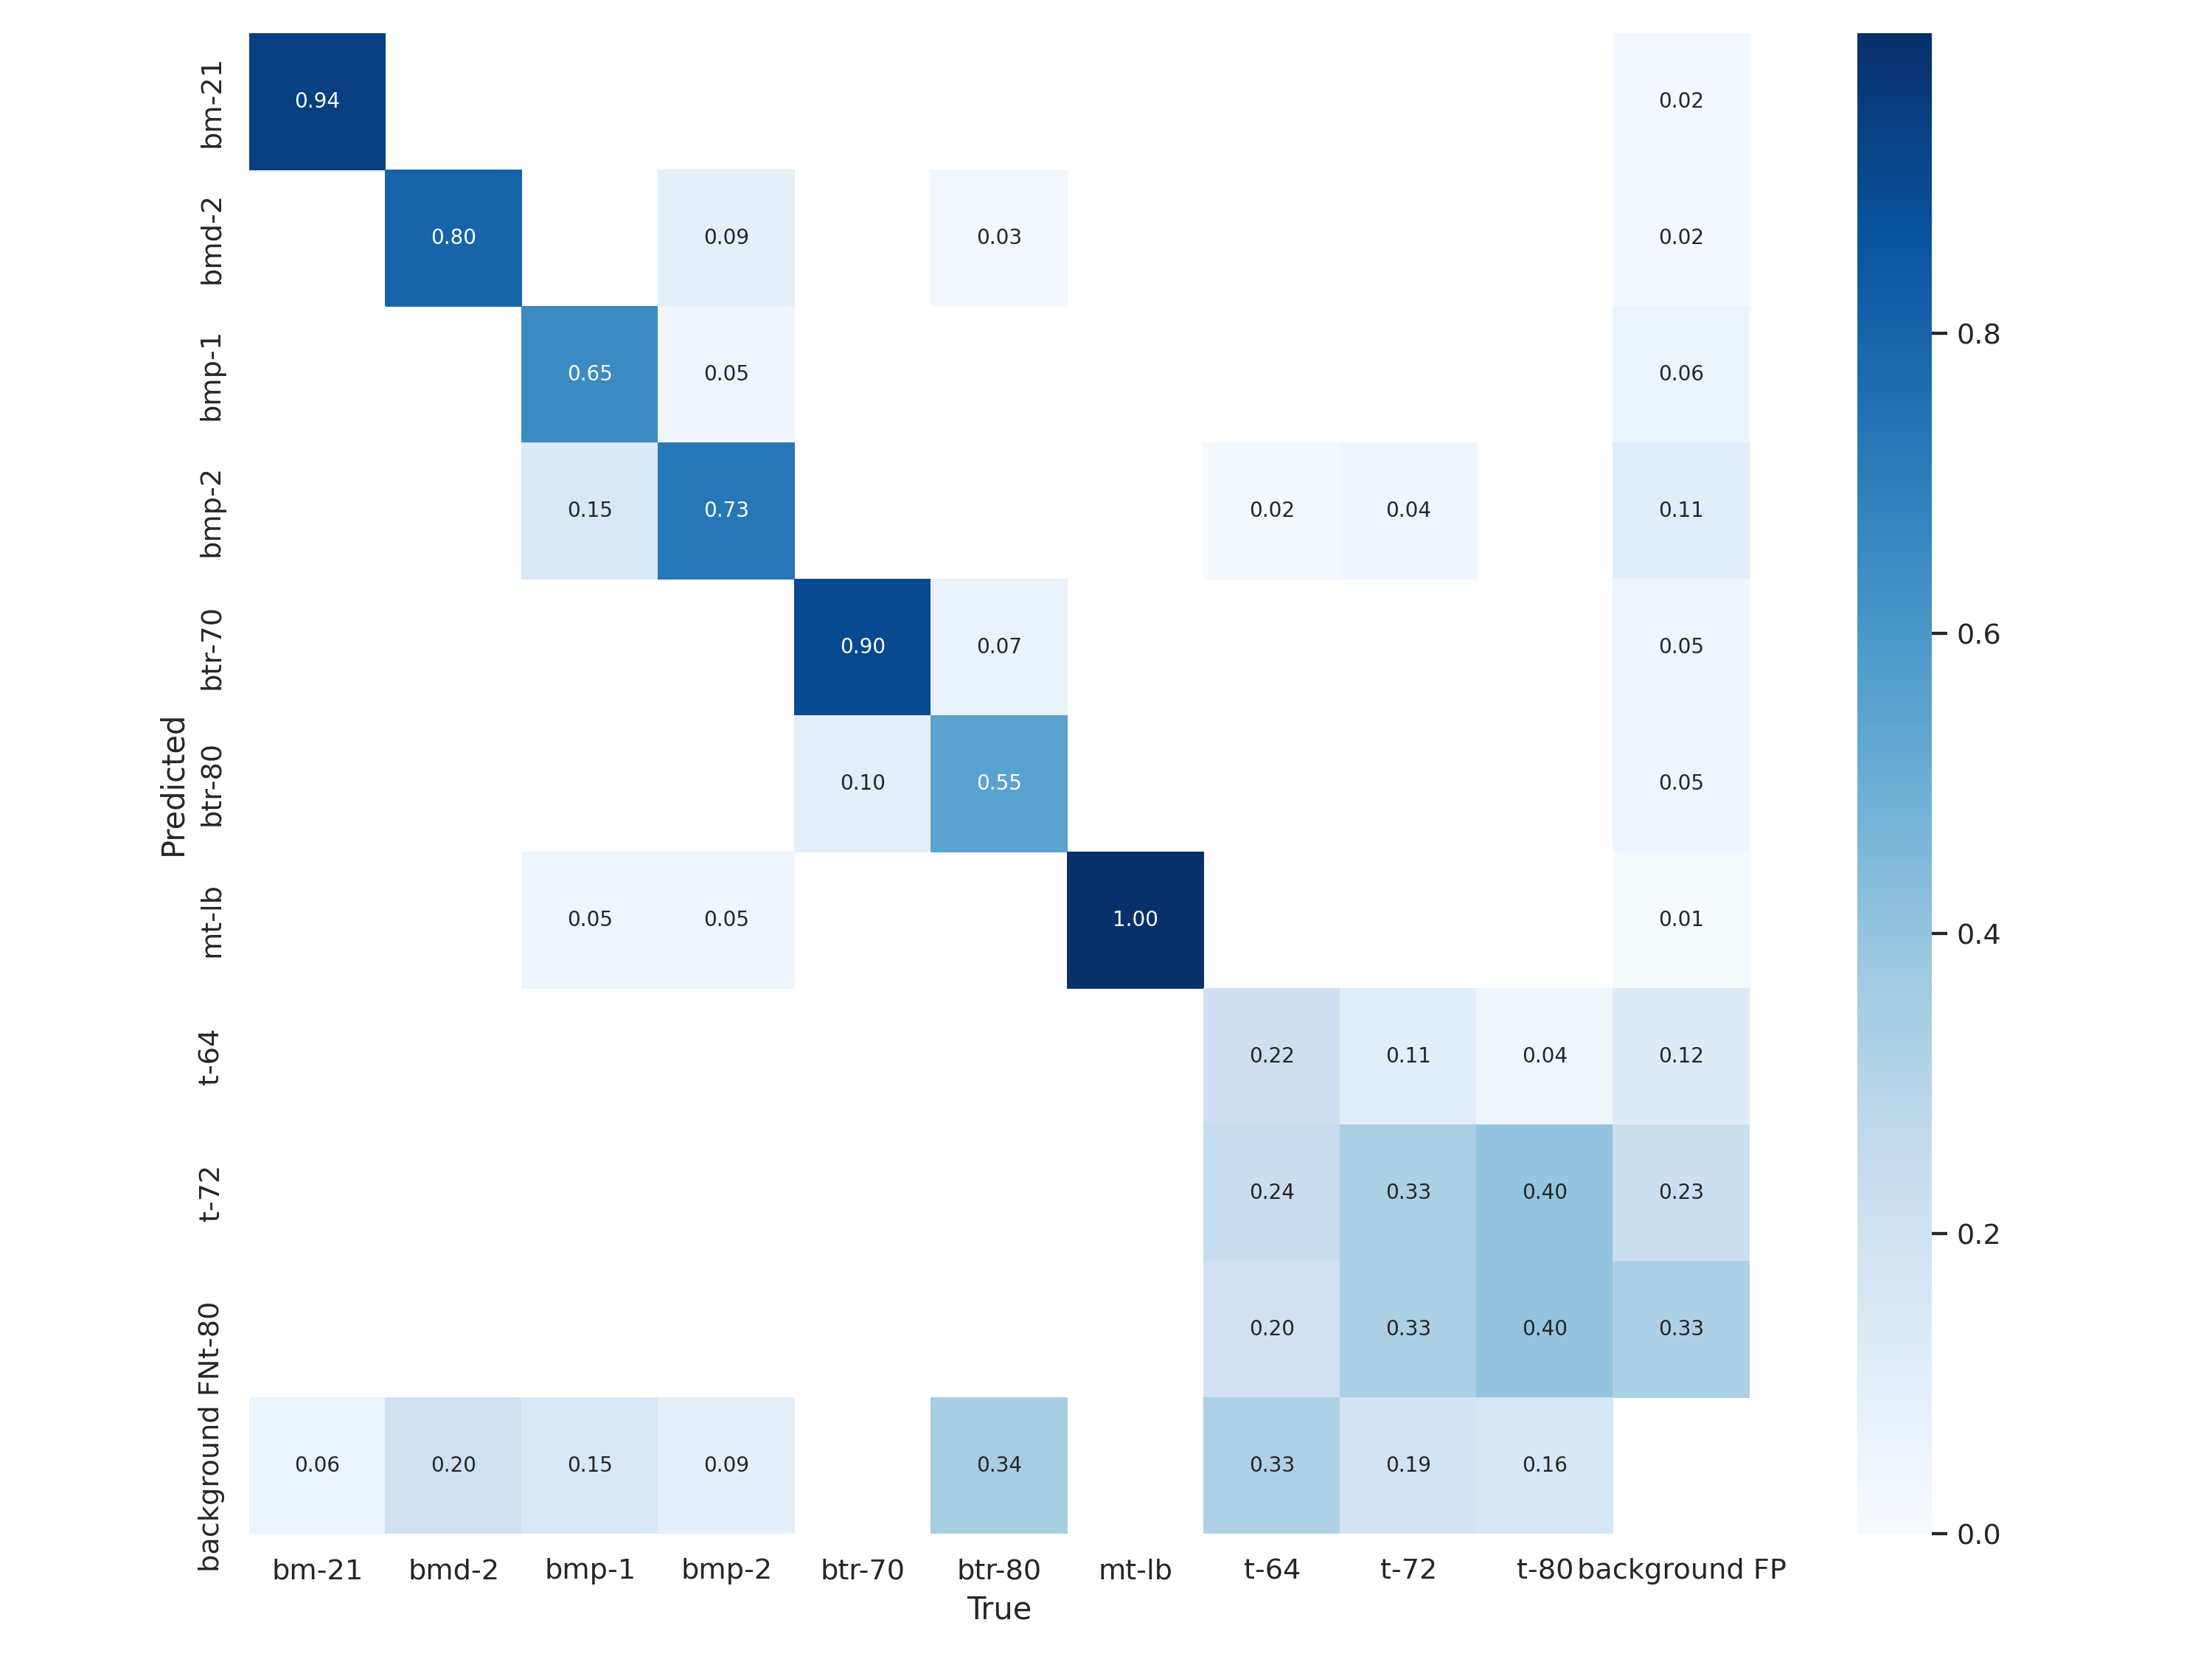 bm-21 0.94 0.02
bmd-2 0.80 0.09 0.03 0.02
0.8
bmp-1 0.65 0.05 0.06
bmp-2 0.15 0.73 0.02 0.04 0.11
btr-70 0.90 0.07 0.05
0.6
Predicted
btr-80 0.10 0.55 0.05
mt-lb 0.05 0.05 1.00 0.01
0.4
t-64 0.22 0.11 0.04 0.12
t-72 0.24 0.33 0.40 0.23
0.2
t-80 0.20 0.33 0.40 0.33
background FN 0.06 0.20 0.15 0.09 0.34 0.33 0.19 0.16
0.0
bm-21 bmd-2 bmp-1 bmp-2 btr-70 btr-80 mt-lb t-64 t-72 t-80 background FP
True